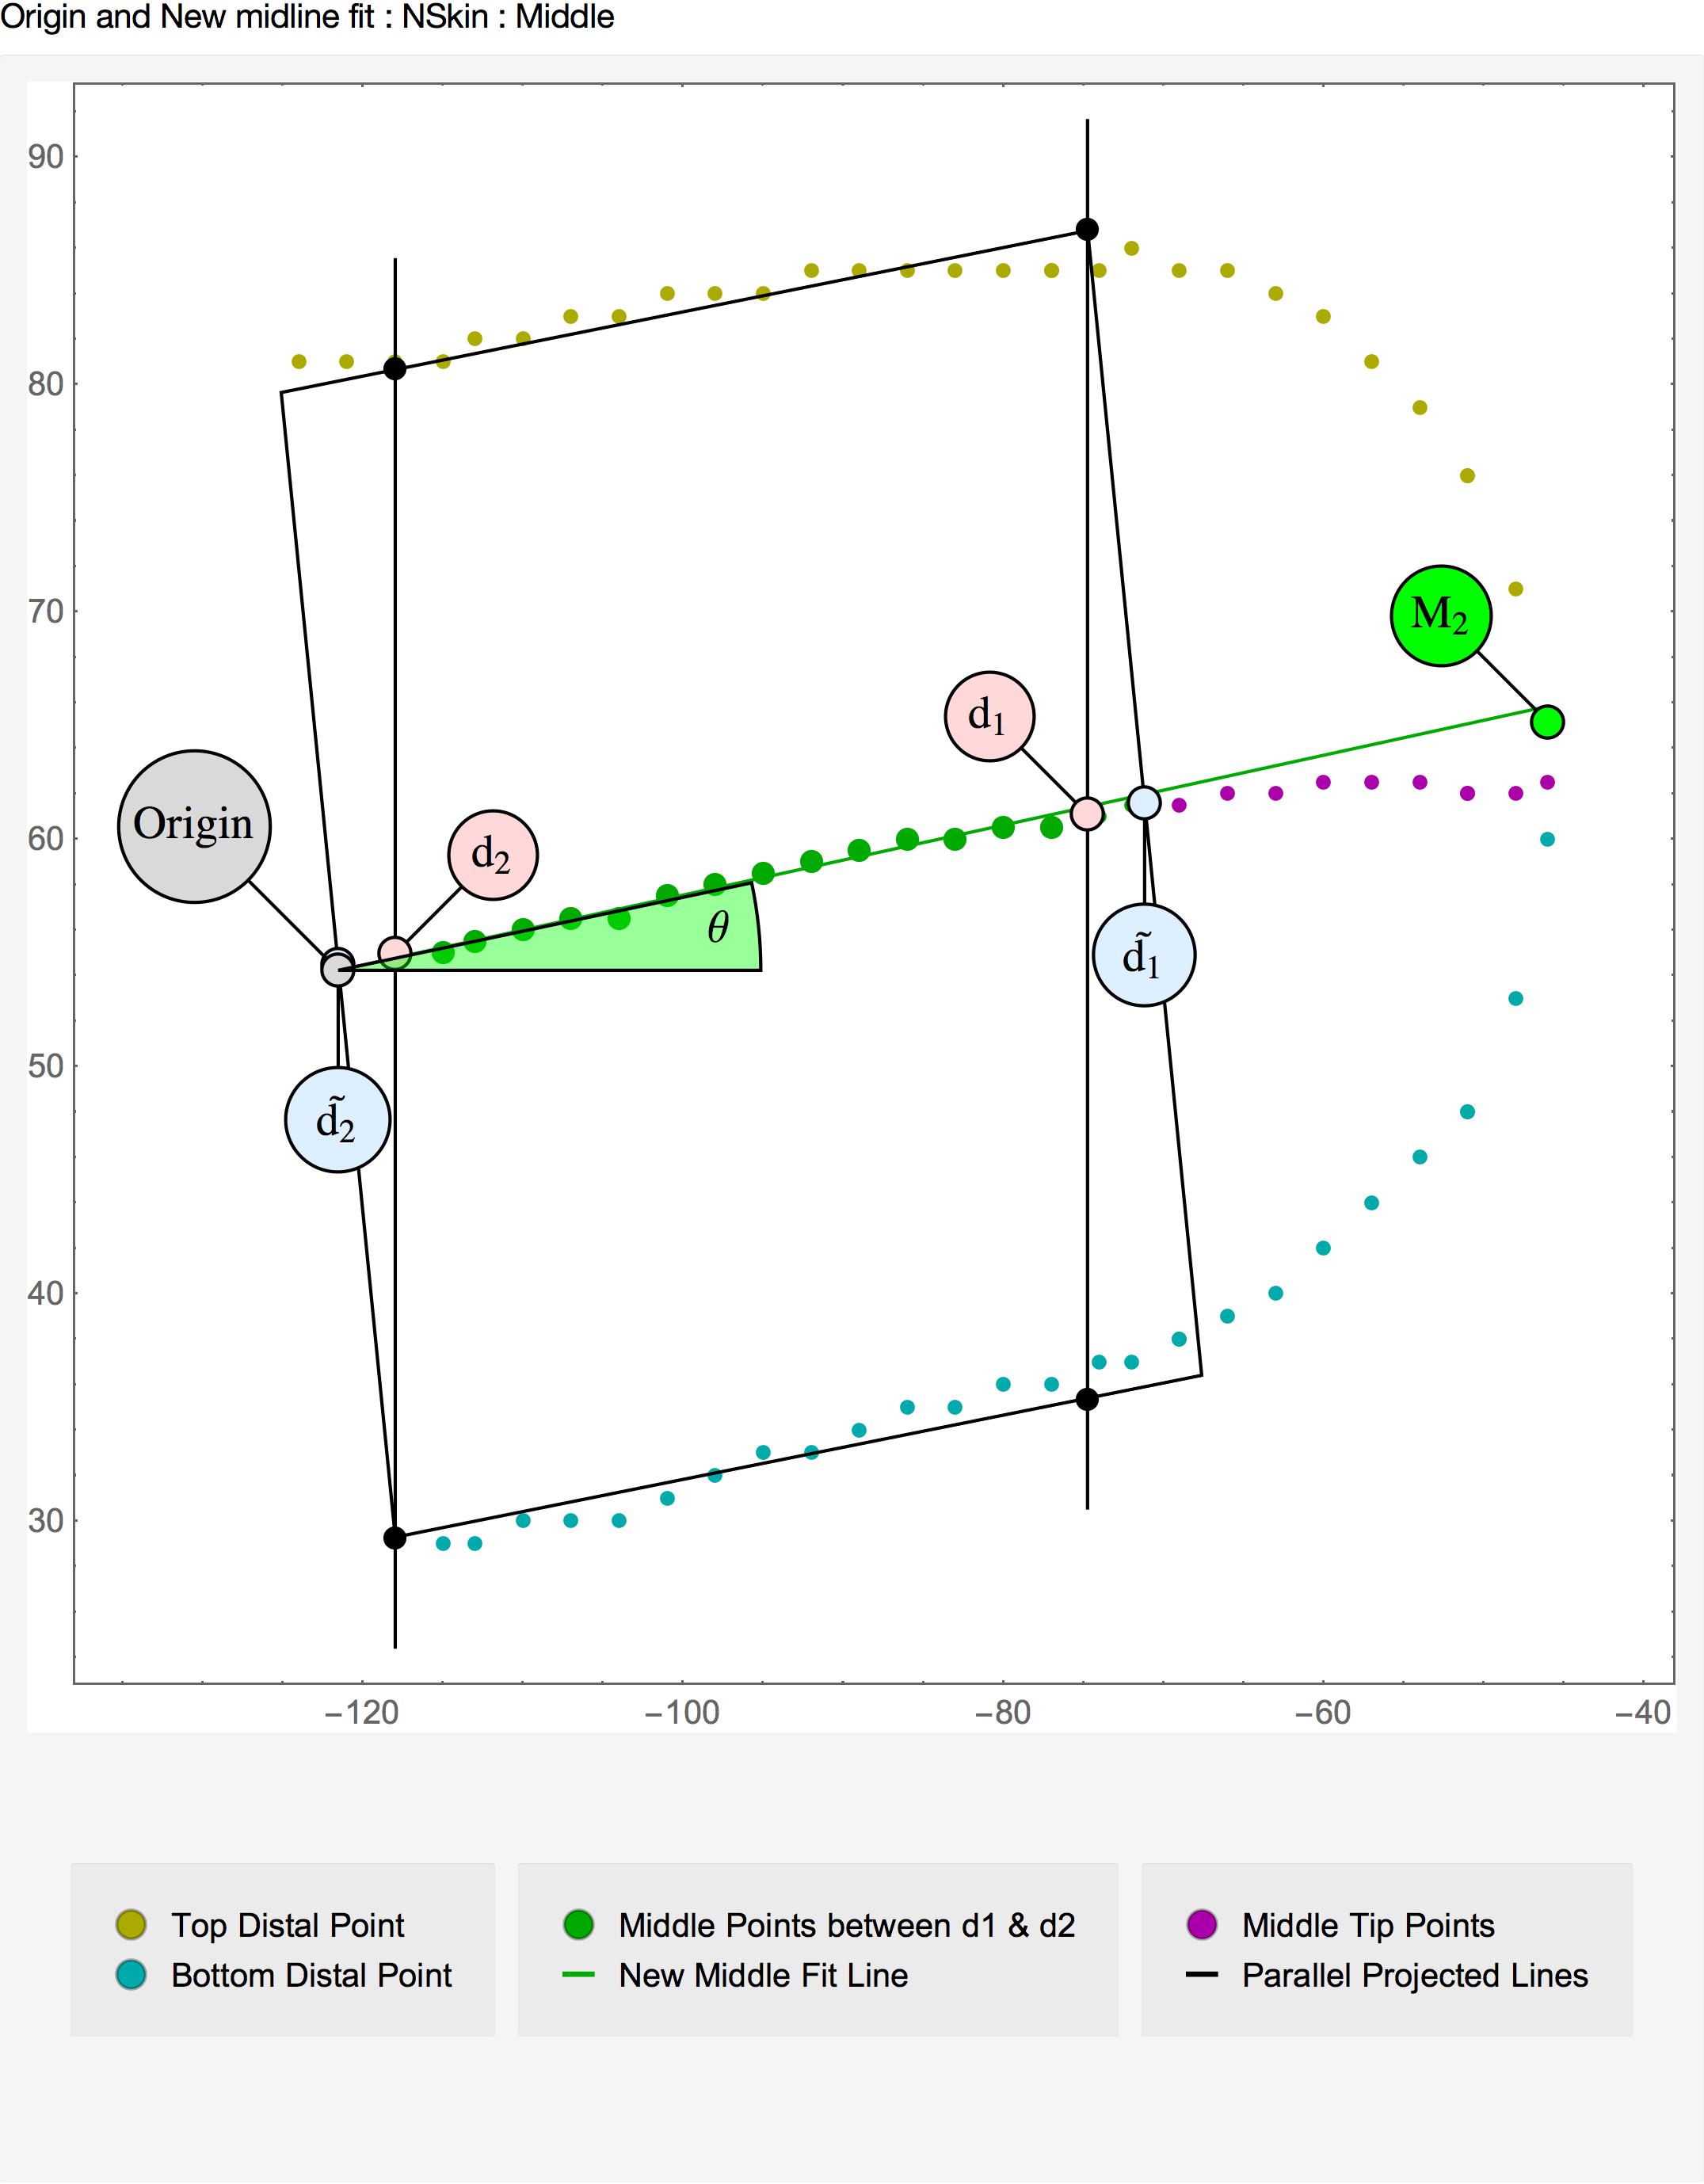 Origin and New midline fit : NSkin : Middle
90
80
70
60
50
40
30
M₂
d₁
Origin
d₂
θ
d̃₁
d̃₂
−120
−100
−80
−60
−40
Top Distal Point
Bottom Distal Point
Middle Points between d1 & d2
New Middle Fit Line
Middle Tip Points
Parallel Projected Lines